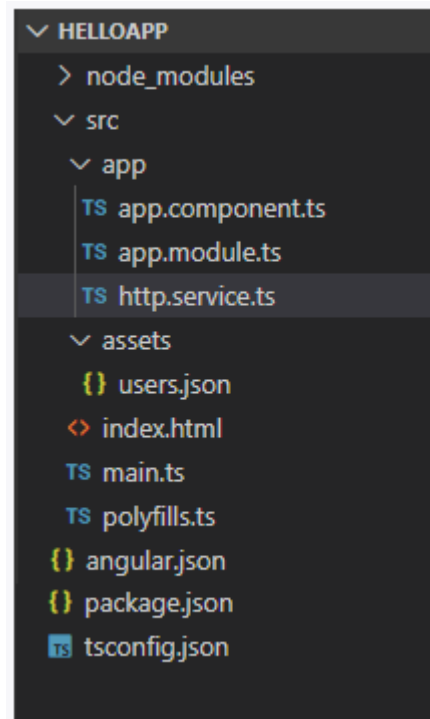 HELLOAPP
node_modules
src
app
TS app.component.ts
TS app.module.ts
TS http.service.ts
assets
{} users.json
<> index.html
TS main.ts
TS polyfills.ts
{} angular.json
{} package.json
TS tsconfig.json